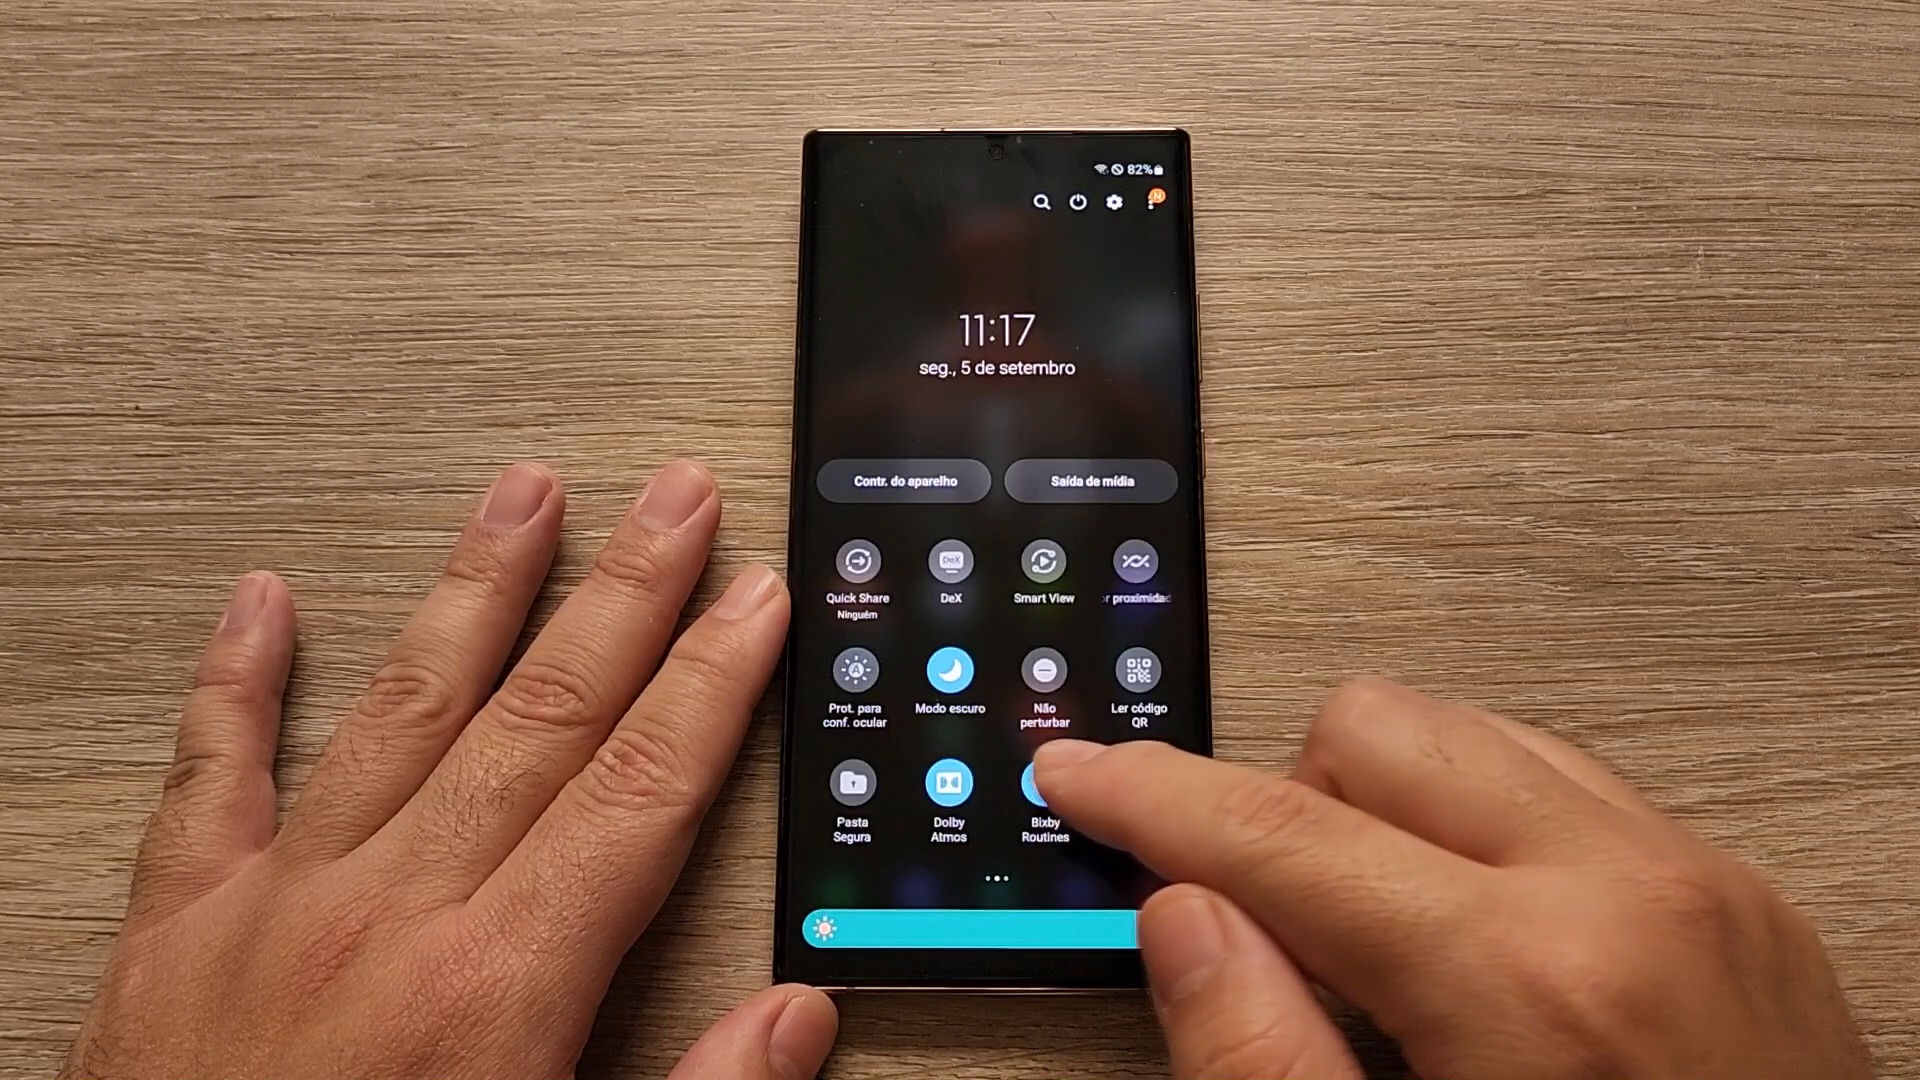 82%
N
11:17
seg., 5 de setembro
Contr. do aparelho
Saída de mídia
DeX
Quick Share
Ninguém
DeX
Smart View
proximidad
A
Prot. para
conf. ocular
Modo escuro
Não
perturbar
Ler código
QR
Pasta
Segura
Dolby
Atmos
Bixby
Routines